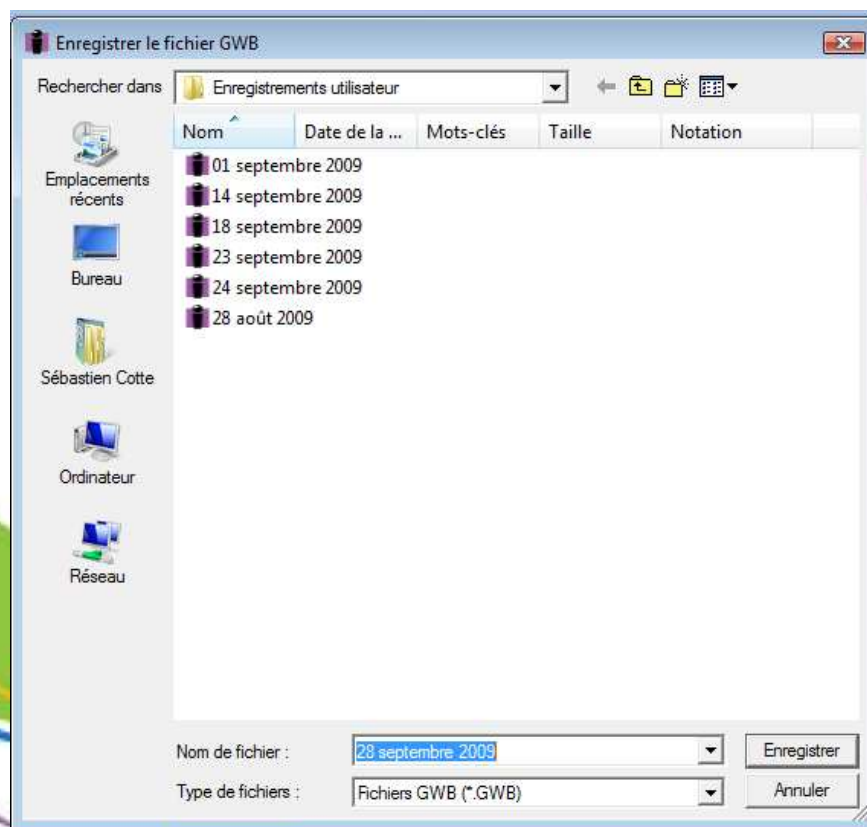 Enregistrer le fichier GWB
Rechercher dans
Enregistrements utilisateur
Nom
Date de la ...
Mots-clés
Taille
Notation
Emplacements
récents
Bureau
Sébastien Cotte
Ordinateur
Réseau
01 septembre 2009
14 septembre 2009
18 septembre 2009
23 septembre 2009
24 septembre 2009
28 août 2009
Nom de fichier :
28 septembre 2009
Enregistrer
Type de fichiers :
Fichiers GWB (*.GWB)
Annuler